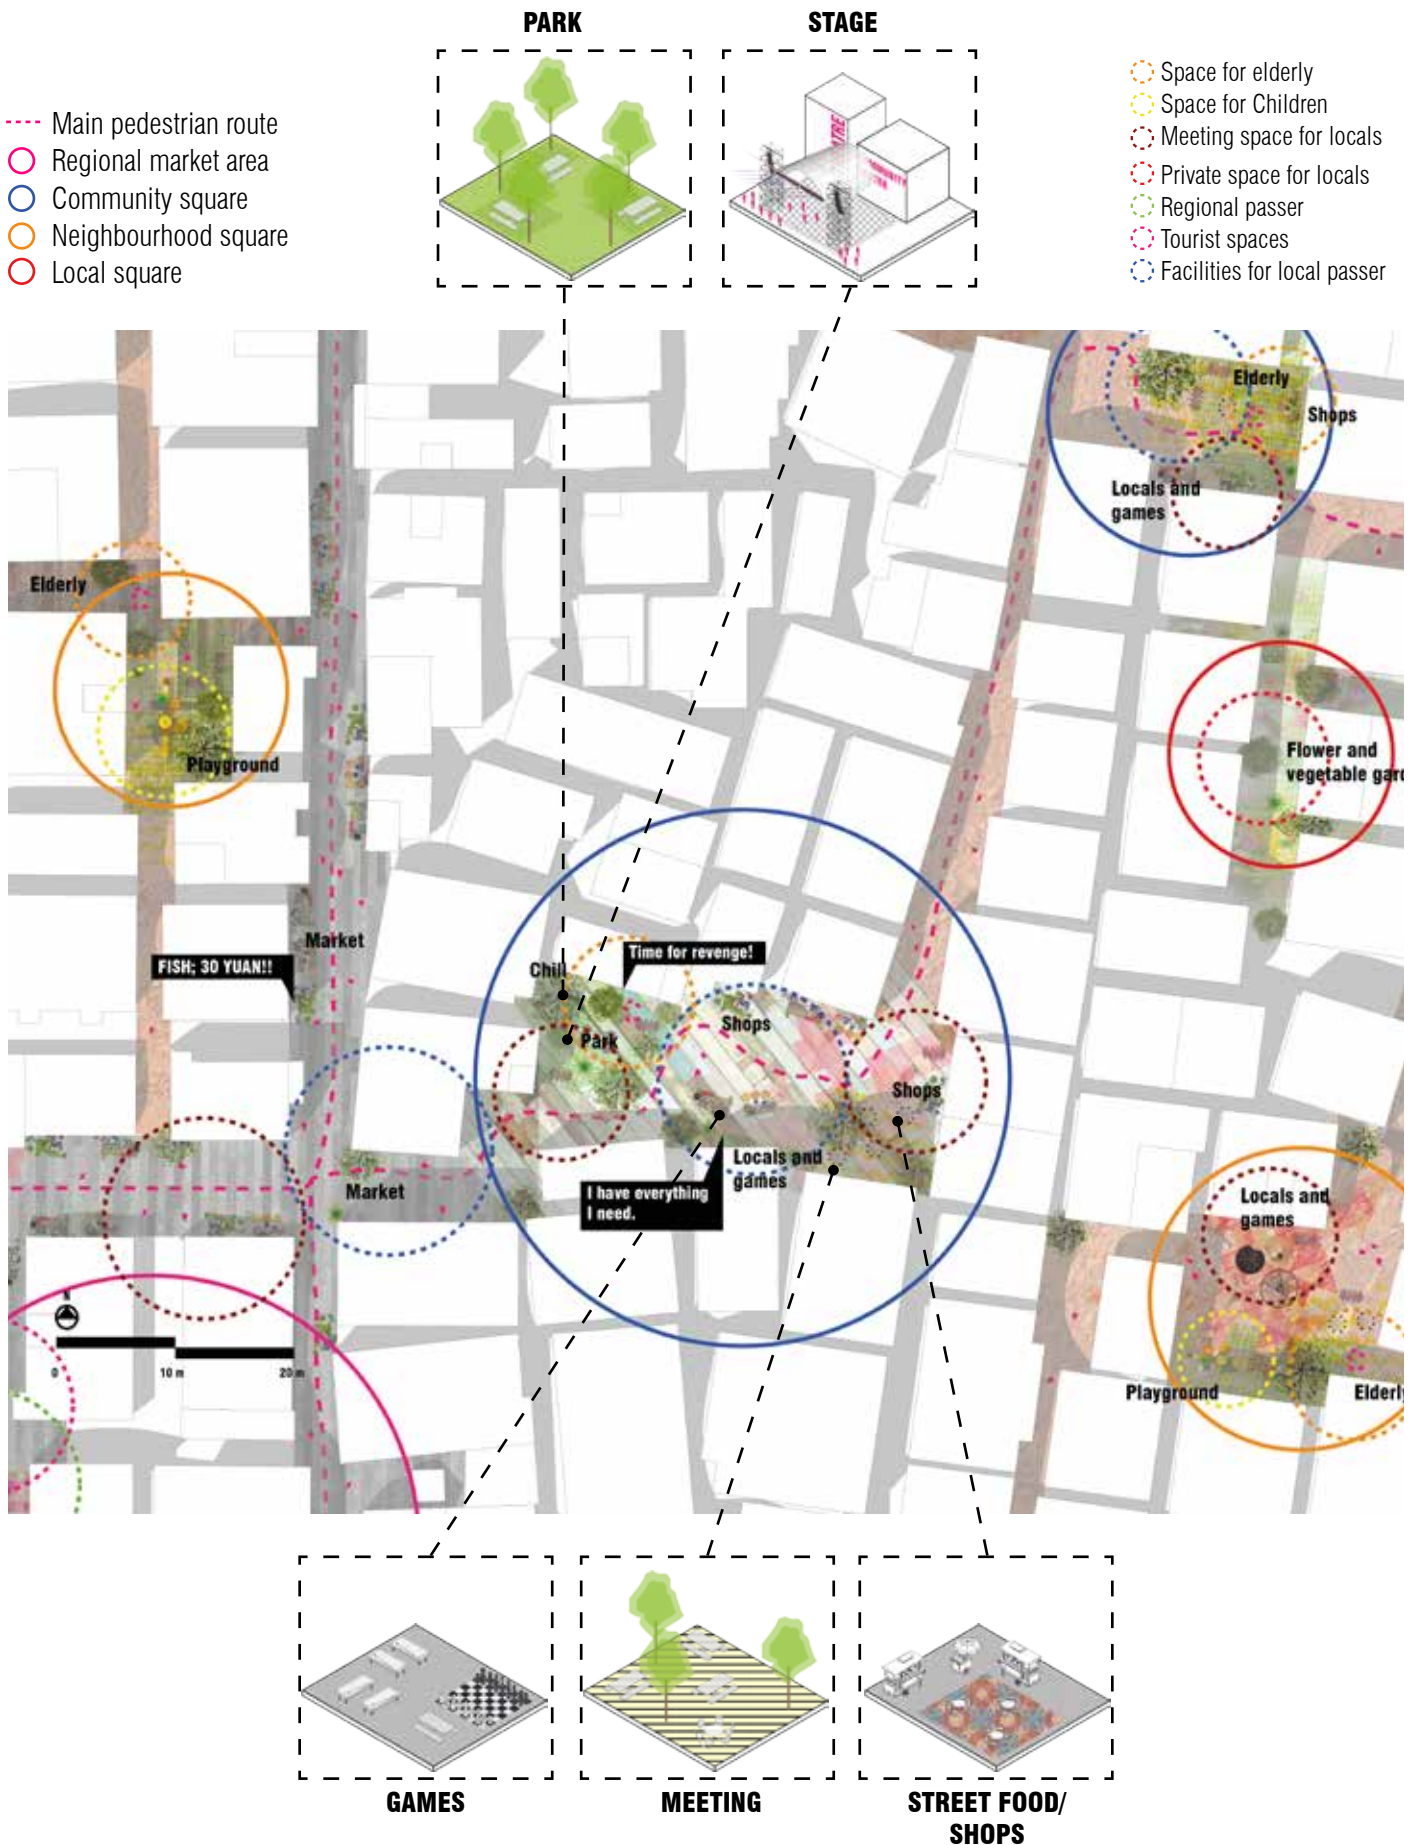 PARK
STAGE
Main pedestrian route
Regional market area
Community square
Neighbourhood square
Local square
Space for elderly
Space for Children
Meeting space for locals
Private space for locals
Regional passer
Tourist spaces
Facilities for local passer
Elderly
Shops
Locals and
games
Elderly
Playground
Flower and
vegetable gard
Market
FISH; 30 YUAN!!
Chill
Time for revenge!
Park
Shops
Shops
Locals and
games
I have everything
I need.
Market
Locals and
games
Playground
Elderly
N
0
10 m
20 m
GAMES
MEETING
STREET FOOD/
SHOPS